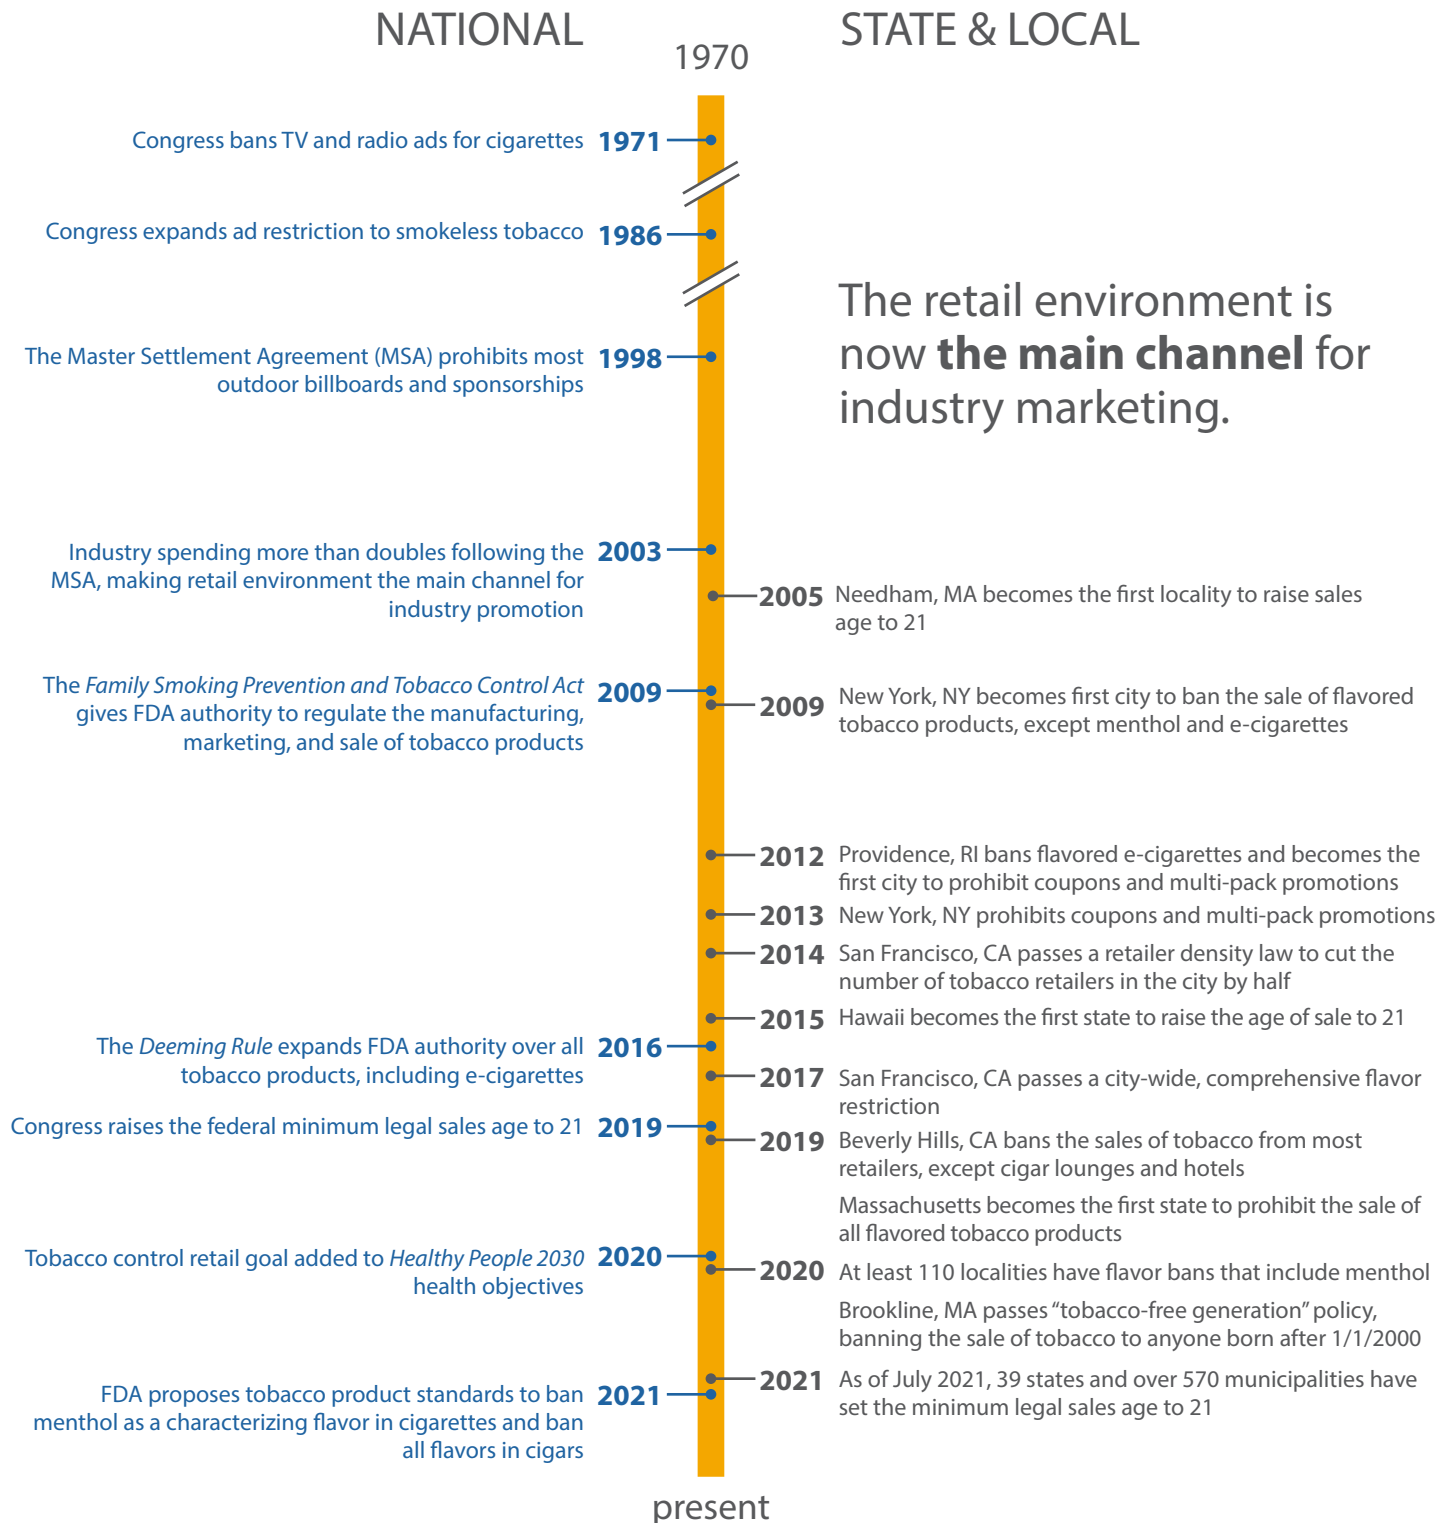 NATIONAL
STATE & LOCAL
1970
Congress bans TV and radio ads for cigarettes 1971
Congress expands ad restriction to smokeless tobacco 1986
The retail environment is
now the main channel for
industry marketing.
The Master Settlement Agreement (MSA) prohibits most 1998
outdoor billboards and sponsorships
Industry spending more than doubles following the 2003
MSA, making retail environment the main channel for
industry promotion
2005 Needham, MA becomes the first locality to raise sales
age to 21
The Family Smoking Prevention and Tobacco Control Act 2009
gives FDA authority to regulate the manufacturing,
marketing, and sale of tobacco products
2009 New York, NY becomes first city to ban the sale of flavored
tobacco products, except menthol and e-cigarettes
2012 Providence, RI bans flavored e-cigarettes and becomes the
first city to prohibit coupons and multi-pack promotions
2013 New York, NY prohibits coupons and multi-pack promotions
2014 San Francisco, CA passes a retailer density law to cut the
number of tobacco retailers in the city by half
2015 Hawaii becomes the first state to raise the age of sale to 21
The Deeming Rule expands FDA authority over all 2016
tobacco products, including e-cigarettes
2017 San Francisco, CA passes a city-wide, comprehensive flavor
restriction
Congress raises the federal minimum legal sales age to 21 2019
2019 Beverly Hills, CA bans the sales of tobacco from most
retailers, except cigar lounges and hotels
Massachusetts becomes the first state to prohibit the sale of
all flavored tobacco products
Tobacco control retail goal added to Healthy People 2030 2020
health objectives
2020 At least 110 localities have flavor bans that include menthol
Brookline, MA passes “tobacco-free generation” policy,
banning the sale of tobacco to anyone born after 1/1/2000
2021 As of July 2021, 39 states and over 570 municipalities have
set the minimum legal sales age to 21
FDA proposes tobacco product standards to ban 2021
menthol as a characterizing flavor in cigarettes and ban
all flavors in cigars
present